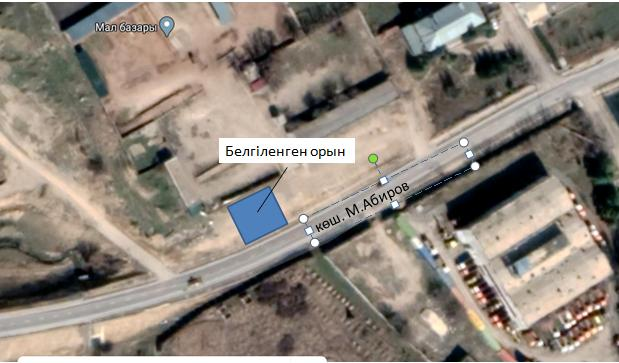 Мал базары
Белгіленген орын
көш. М.Абиров